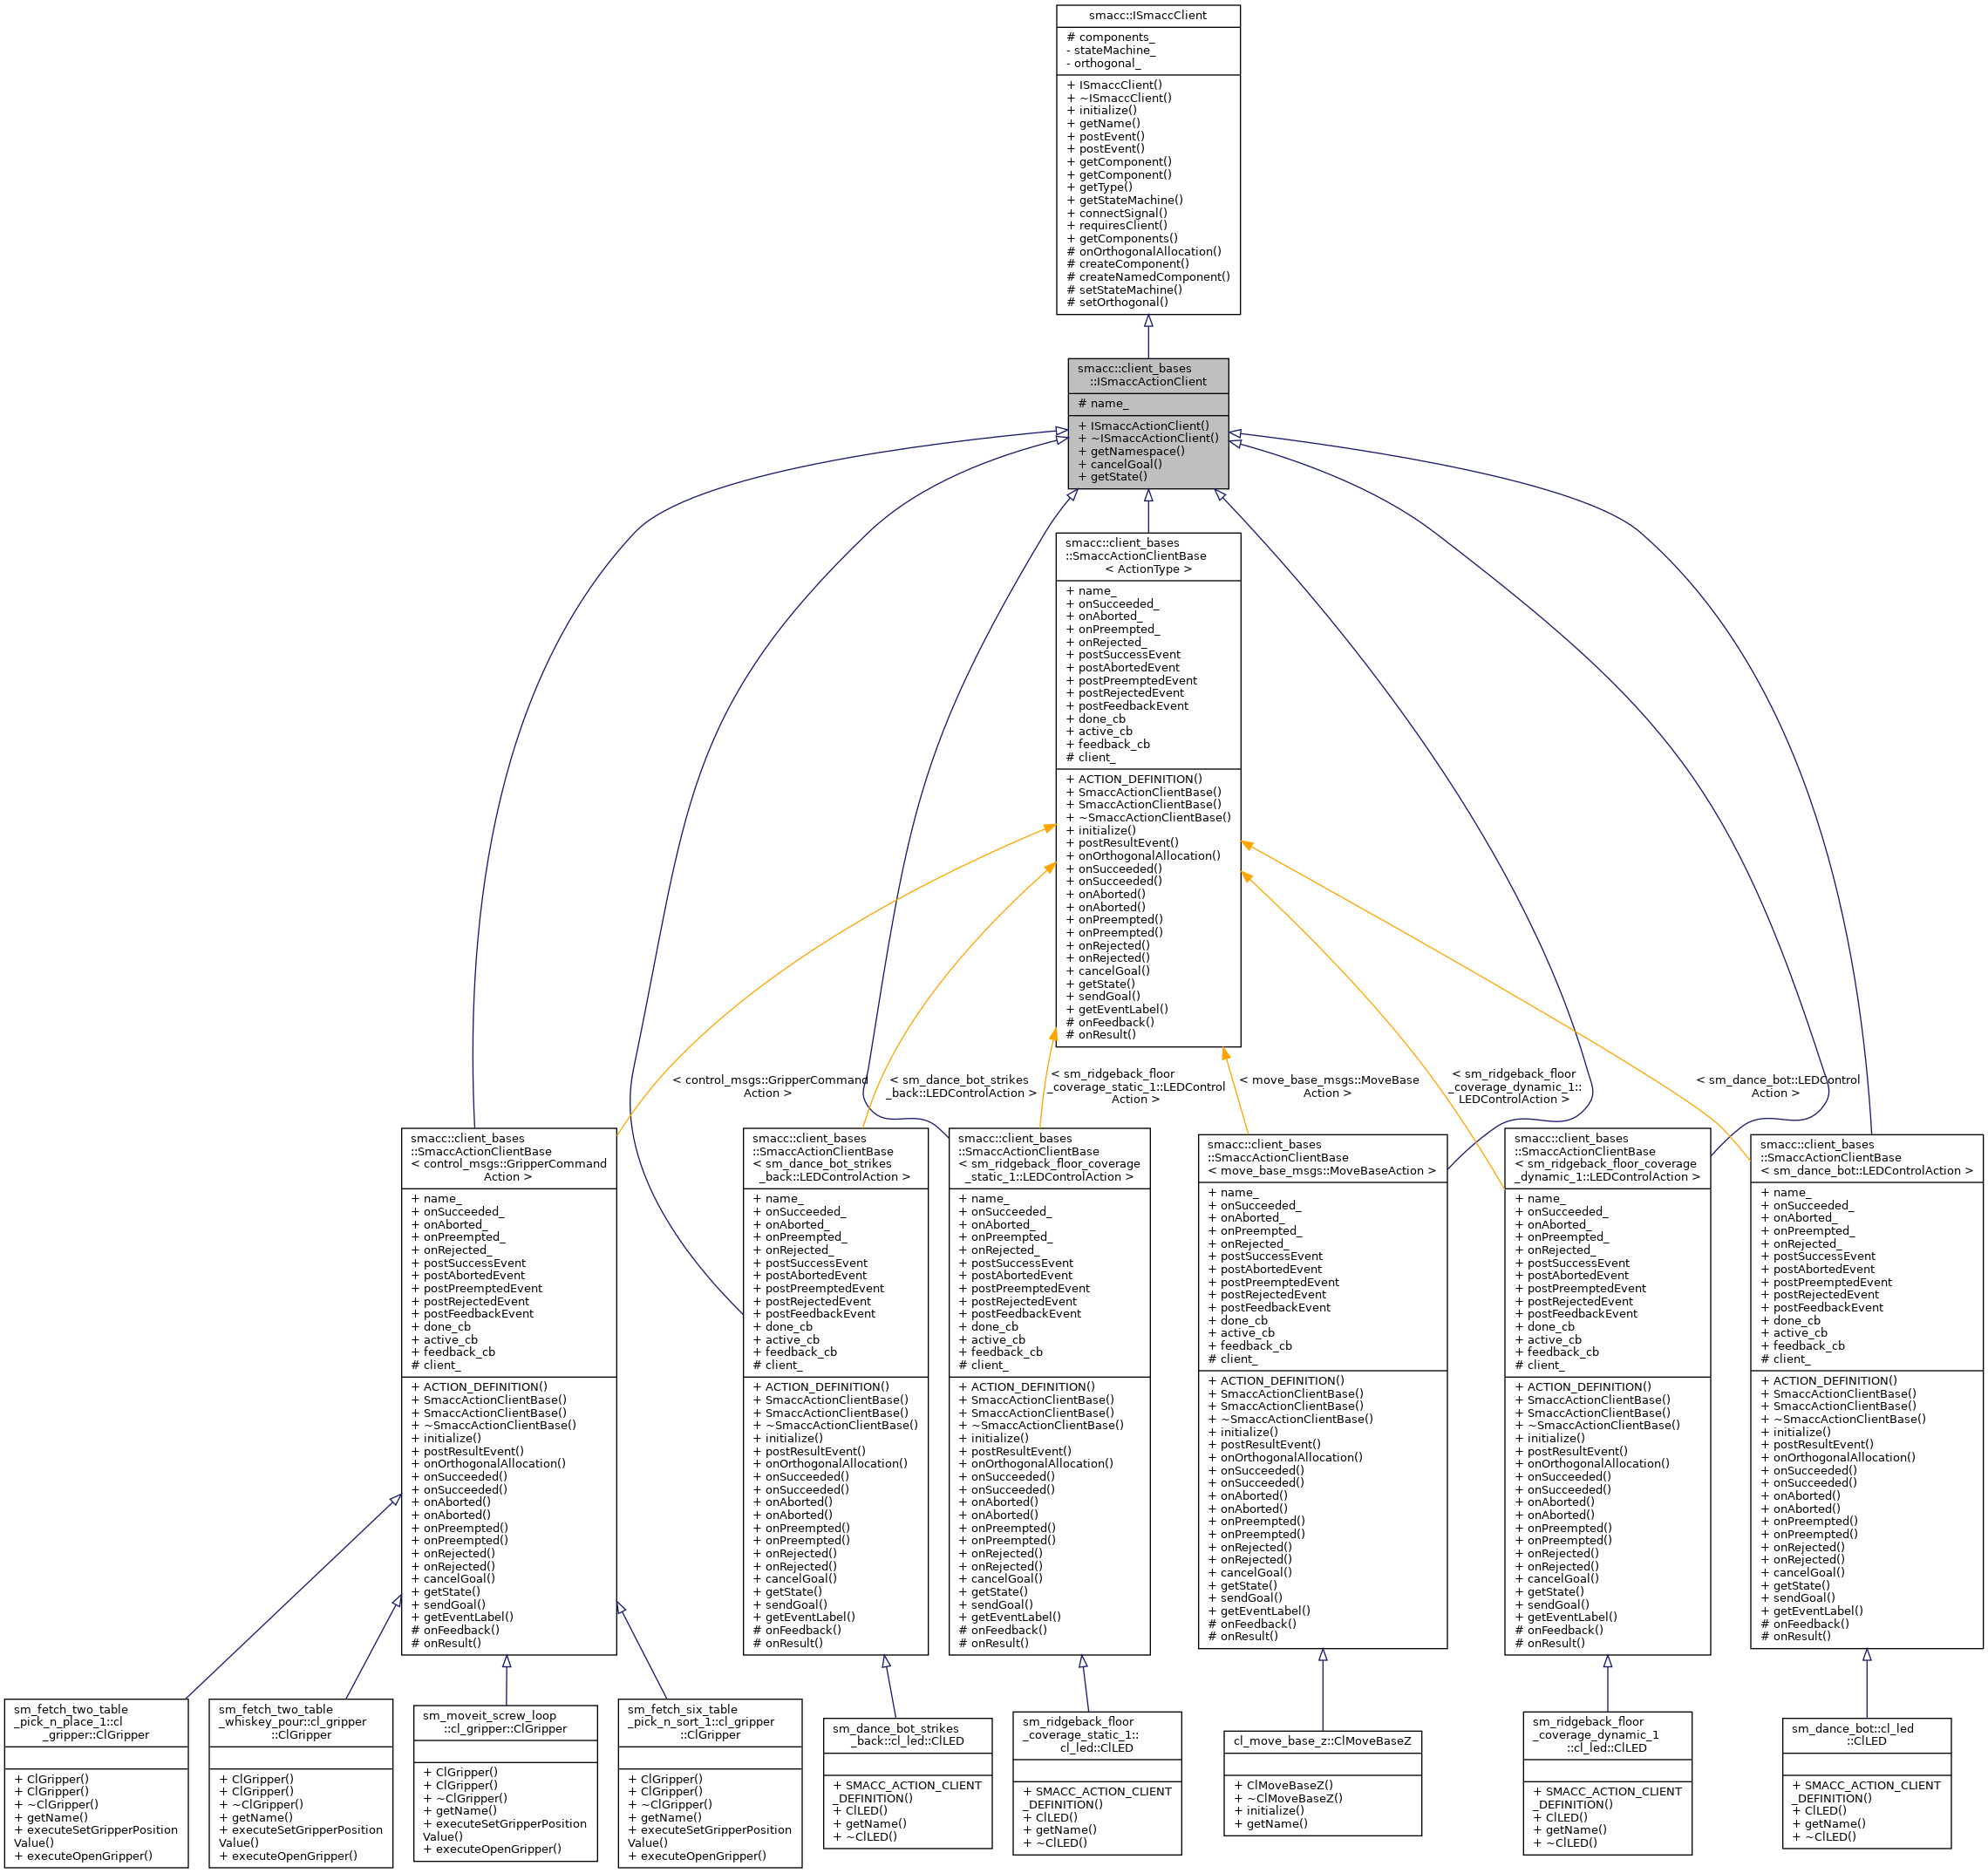 smacc::ISmaccClient
# components_
- stateMachine_
- orthogonal_
+ ISmaccClient()
+ ~ISmaccClient()
+ initialize()
+ getName()
+ postEvent()
+ postEvent()
+ getComponent()
+ getComponent()
+ getType()
+ getStateMachine()
+ connectSignal()
+ requiresClient()
+ getComponents()
# onOrthogonalAllocation()
# createComponent()
# createNamedComponent()
# setStateMachine()
# setOrthogonal()
smacc::client_bases
::ISmaccActionClient
# name_
+ ISmaccActionClient()
+ ~ISmaccActionClient()
+ getNamespace()
+ cancelGoal()
+ getState()
smacc::client_bases
::SmaccActionClientBase
< ActionType >
+ name_
+ onSucceeded_
+ onAborted_
+ onPreempted_
+ onRejected_
+ postSuccessEvent
+ postAbortedEvent
+ postPreemptedEvent
+ postRejectedEvent
+ postFeedbackEvent
+ done_cb
+ active_cb
+ feedback_cb
# client_
+ ACTION_DEFINITION()
+ SmaccActionClientBase()
+ SmaccActionClientBase()
+ ~SmaccActionClientBase()
+ initialize()
+ postResultEvent()
+ onOrthogonalAllocation()
+ onSucceeded()
+ onSucceeded()
+ onAborted()
+ onAborted()
+ onPreempted()
+ onPreempted()
+ onRejected()
+ onRejected()
+ cancelGoal()
+ getState()
+ sendGoal()
+ getEventLabel()
# onFeedback()
# onResult()
< control_msgs::GripperCommand
Action >
< sm_dance_bot_strikes
_back::LEDControlAction >
< sm_ridgeback_floor
_coverage_static_1::LEDControl
Action >
< move_base_msgs::MoveBase
Action >
< sm_ridgeback_floor
_coverage_dynamic_1::
LEDControlAction >
< sm_dance_bot::LEDControl
Action >
smacc::client_bases
::SmaccActionClientBase
< control_msgs::GripperCommand
Action >
+ name_
+ onSucceeded_
+ onAborted_
+ onPreempted_
+ onRejected_
+ postSuccessEvent
+ postAbortedEvent
+ postPreemptedEvent
+ postRejectedEvent
+ postFeedbackEvent
+ done_cb
+ active_cb
+ feedback_cb
# client_
+ ACTION_DEFINITION()
+ SmaccActionClientBase()
+ SmaccActionClientBase()
+ ~SmaccActionClientBase()
+ initialize()
+ postResultEvent()
+ onOrthogonalAllocation()
+ onSucceeded()
+ onSucceeded()
+ onAborted()
+ onAborted()
+ onPreempted()
+ onPreempted()
+ onRejected()
+ onRejected()
+ cancelGoal()
+ getState()
+ sendGoal()
+ getEventLabel()
# onFeedback()
# onResult()
smacc::client_bases
::SmaccActionClientBase
< sm_dance_bot_strikes
_back::LEDControlAction >
+ name_
+ onSucceeded_
+ onAborted_
+ onPreempted_
+ onRejected_
+ postSuccessEvent
+ postAbortedEvent
+ postPreemptedEvent
+ postRejectedEvent
+ postFeedbackEvent
+ done_cb
+ active_cb
+ feedback_cb
# client_
+ ACTION_DEFINITION()
+ SmaccActionClientBase()
+ SmaccActionClientBase()
+ ~SmaccActionClientBase()
+ initialize()
+ postResultEvent()
+ onOrthogonalAllocation()
+ onSucceeded()
+ onSucceeded()
+ onAborted()
+ onAborted()
+ onPreempted()
+ onPreempted()
+ onRejected()
+ onRejected()
+ cancelGoal()
+ getState()
+ sendGoal()
+ getEventLabel()
# onFeedback()
# onResult()
smacc::client_bases
::SmaccActionClientBase
< sm_ridgeback_floor_coverage
_static_1::LEDControlAction >
+ name_
+ onSucceeded_
+ onAborted_
+ onPreempted_
+ onRejected_
+ postSuccessEvent
+ postAbortedEvent
+ postPreemptedEvent
+ postRejectedEvent
+ postFeedbackEvent
+ done_cb
+ active_cb
+ feedback_cb
# client_
+ ACTION_DEFINITION()
+ SmaccActionClientBase()
+ SmaccActionClientBase()
+ ~SmaccActionClientBase()
+ initialize()
+ postResultEvent()
+ onOrthogonalAllocation()
+ onSucceeded()
+ onSucceeded()
+ onAborted()
+ onAborted()
+ onPreempted()
+ onPreempted()
+ onRejected()
+ onRejected()
+ cancelGoal()
+ getState()
+ sendGoal()
+ getEventLabel()
# onFeedback()
# onResult()
smacc::client_bases
::SmaccActionClientBase
< move_base_msgs::MoveBaseAction >
+ name_
+ onSucceeded_
+ onAborted_
+ onPreempted_
+ onRejected_
+ postSuccessEvent
+ postAbortedEvent
+ postPreemptedEvent
+ postRejectedEvent
+ postFeedbackEvent
+ done_cb
+ active_cb
+ feedback_cb
# client_
+ ACTION_DEFINITION()
+ SmaccActionClientBase()
+ SmaccActionClientBase()
+ ~SmaccActionClientBase()
+ initialize()
+ postResultEvent()
+ onOrthogonalAllocation()
+ onSucceeded()
+ onSucceeded()
+ onAborted()
+ onAborted()
+ onPreempted()
+ onPreempted()
+ onRejected()
+ onRejected()
+ cancelGoal()
+ getState()
+ sendGoal()
+ getEventLabel()
# onFeedback()
# onResult()
smacc::client_bases
::SmaccActionClientBase
< sm_ridgeback_floor_coverage
_dynamic_1::LEDControlAction >
+ name_
+ onSucceeded_
+ onAborted_
+ onPreempted_
+ onRejected_
+ postSuccessEvent
+ postAbortedEvent
+ postPreemptedEvent
+ postRejectedEvent
+ postFeedbackEvent
+ done_cb
+ active_cb
+ feedback_cb
# client_
+ ACTION_DEFINITION()
+ SmaccActionClientBase()
+ SmaccActionClientBase()
+ ~SmaccActionClientBase()
+ initialize()
+ postResultEvent()
+ onOrthogonalAllocation()
+ onSucceeded()
+ onSucceeded()
+ onAborted()
+ onAborted()
+ onPreempted()
+ onPreempted()
+ onRejected()
+ onRejected()
+ cancelGoal()
+ getState()
+ sendGoal()
+ getEventLabel()
# onFeedback()
# onResult()
smacc::client_bases
::SmaccActionClientBase
< sm_dance_bot::LEDControlAction >
+ name_
+ onSucceeded_
+ onAborted_
+ onPreempted_
+ onRejected_
+ postSuccessEvent
+ postAbortedEvent
+ postPreemptedEvent
+ postRejectedEvent
+ postFeedbackEvent
+ done_cb
+ active_cb
+ feedback_cb
# client_
+ ACTION_DEFINITION()
+ SmaccActionClientBase()
+ SmaccActionClientBase()
+ ~SmaccActionClientBase()
+ initialize()
+ postResultEvent()
+ onOrthogonalAllocation()
+ onSucceeded()
+ onSucceeded()
+ onAborted()
+ onAborted()
+ onPreempted()
+ onPreempted()
+ onRejected()
+ onRejected()
+ cancelGoal()
+ getState()
+ sendGoal()
+ getEventLabel()
# onFeedback()
# onResult()
sm_fetch_two_table
_pick_n_place_1::cl
_gripper::ClGripper
+ ClGripper()
+ ClGripper()
+ ~ClGripper()
+ getName()
+ executeSetGripperPosition
Value()
+ executeOpenGripper()
sm_fetch_two_table
_whiskey_pour::cl_gripper
::ClGripper
+ ClGripper()
+ ClGripper()
+ ~ClGripper()
+ getName()
+ executeSetGripperPosition
Value()
+ executeOpenGripper()
sm_moveit_screw_loop
::cl_gripper::ClGripper
+ ClGripper()
+ ClGripper()
+ ~ClGripper()
+ getName()
+ executeSetGripperPosition
Value()
+ executeOpenGripper()
sm_fetch_six_table
_pick_n_sort_1::cl_gripper
::ClGripper
+ ClGripper()
+ ClGripper()
+ ~ClGripper()
+ getName()
+ executeSetGripperPosition
Value()
+ executeOpenGripper()
sm_dance_bot_strikes
_back::cl_led::ClLED
+ SMACC_ACTION_CLIENT
_DEFINITION()
+ ClLED()
+ getName()
+ ~ClLED()
sm_ridgeback_floor
_coverage_static_1::
cl_led::ClLED
+ SMACC_ACTION_CLIENT
_DEFINITION()
+ ClLED()
+ getName()
+ ~ClLED()
cl_move_base_z::ClMoveBaseZ
+ ClMoveBaseZ()
+ ~ClMoveBaseZ()
+ initialize()
+ getName()
sm_ridgeback_floor
_coverage_dynamic_1
::cl_led::ClLED
+ SMACC_ACTION_CLIENT
_DEFINITION()
+ ClLED()
+ getName()
+ ~ClLED()
sm_dance_bot::cl_led
::ClLED
+ SMACC_ACTION_CLIENT
_DEFINITION()
+ ClLED()
+ getName()
+ ~ClLED()